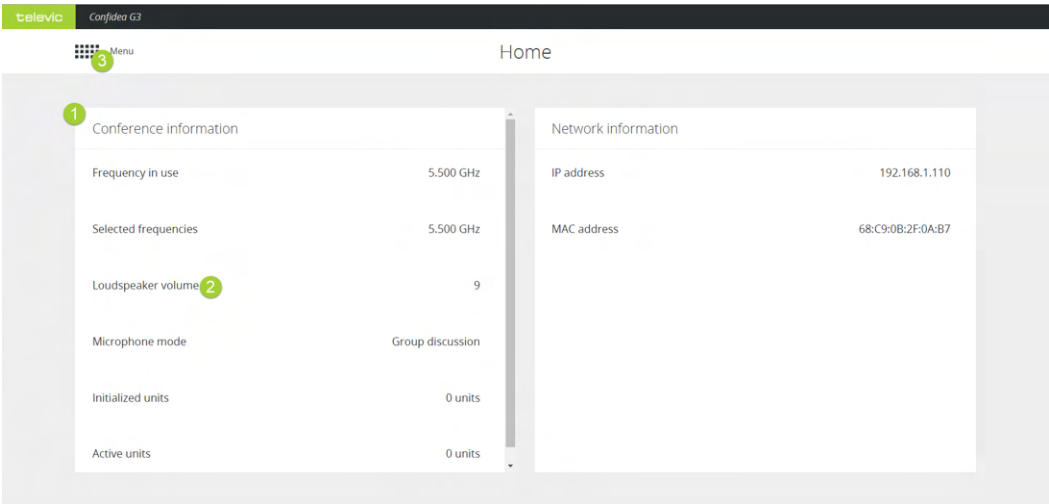 televic Confidea G3
Menu 3 Home
1
Conference information
Frequency in use 5.500 GHz
Selected frequencies 5.500 GHz
Loudspeaker volume 2 9
Microphone mode Group discussion
Initialized units 0 units
Active units 0 units
Network information
IP address 192.168.1.110
MAC address 68:C9:0B:2F:0A:B7